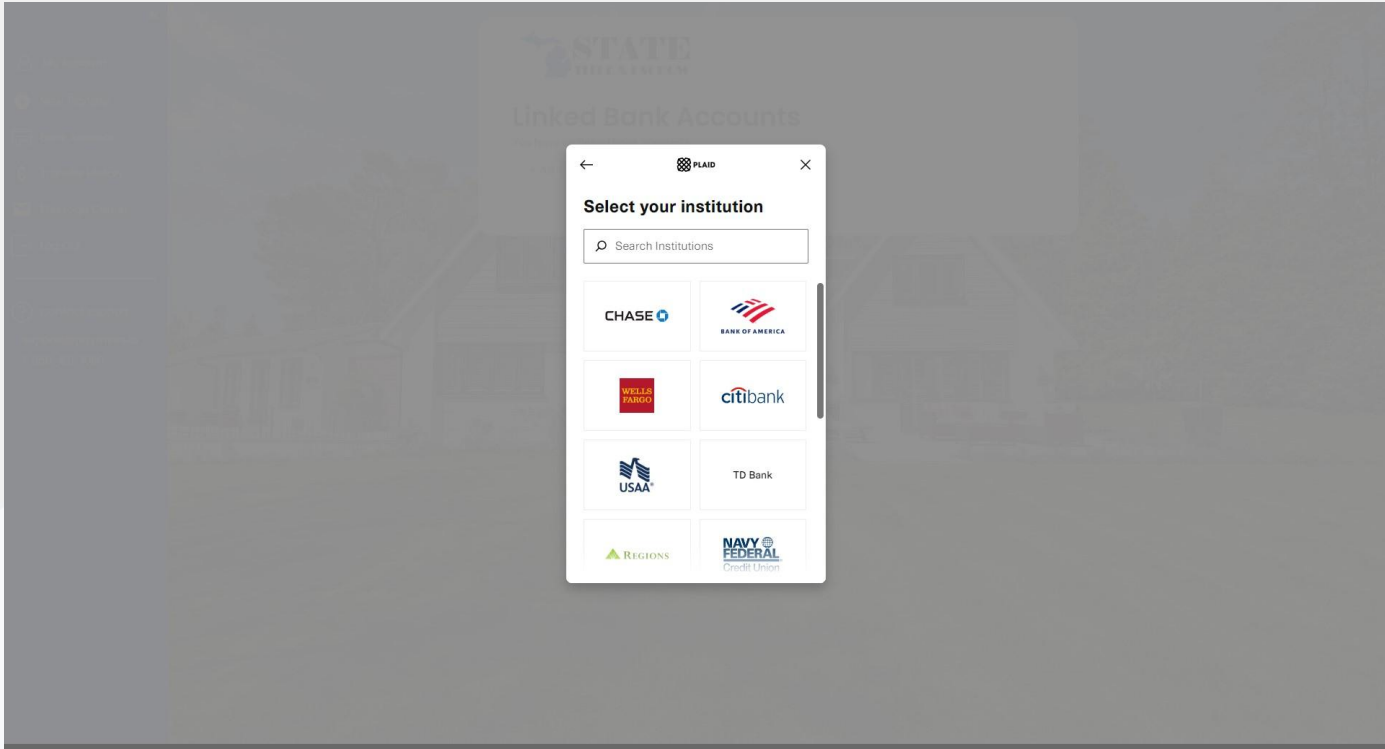 STATE
Linked Bank Accounts
PLAID
Select your institution
Search Institutions
CHASE
BANK OF AMERICA
WELLS
FARGO
citibank
USAA
TD Bank
REGIONS
NAVY
FEDERAL
Credit Union